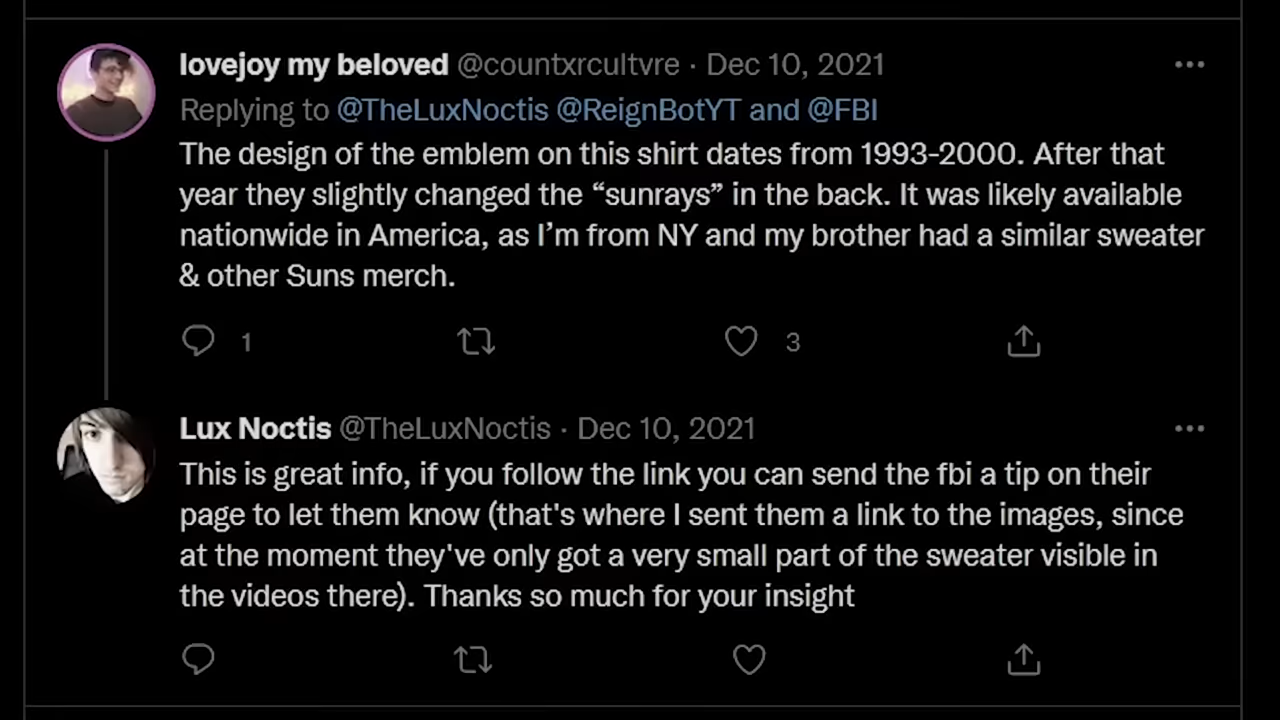 lovejoy my beloved @countxrcultvre · Dec 10, 2021
Replying to @TheLuxNoctis @ReignBotYT and @FBI
The design of the emblem on this shirt dates from 1993-2000. After that
year they slightly changed the “sunrays” in the back. It was likely available
nationwide in America, as I’m from NY and my brother had a similar sweater
& other Suns merch.
1 3
Lux Noctis @TheLuxNoctis · Dec 10, 2021
This is great info, if you follow the link you can send the fbi a tip on their
page to let them know (that's where I sent them a link to the images, since
at the moment they've only got a very small part of the sweater visible in
the videos there). Thanks so much for your insight